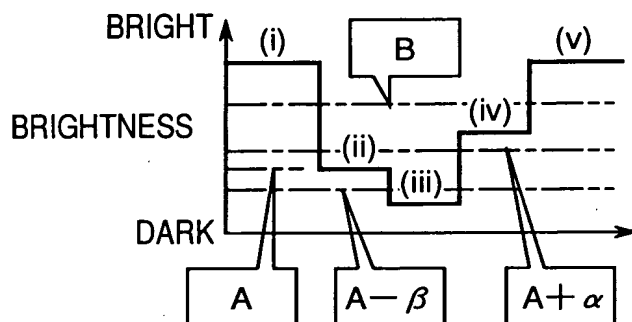 BRIGHT
(i)
B
(v)
BRIGHTNESS
(iv)
(ii)
(iii)
DARK
A
A− β
A+ α